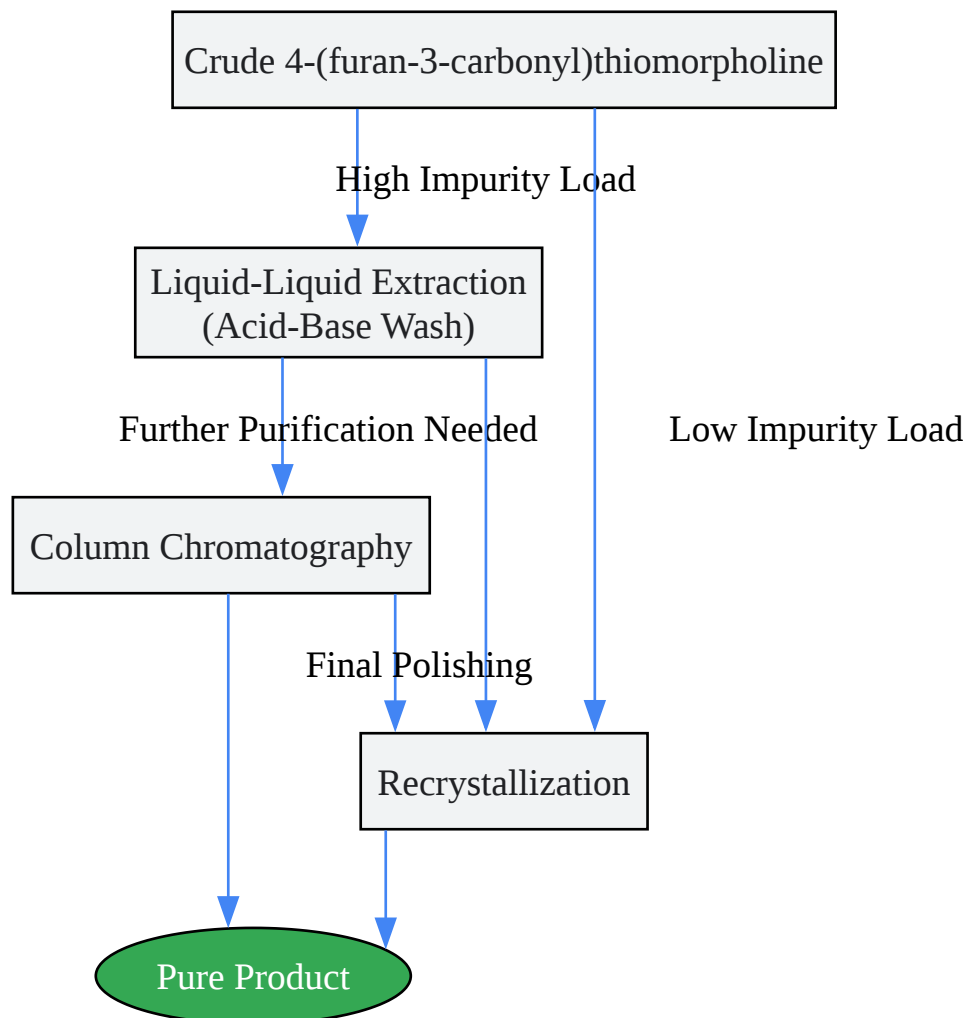 Crude 4-(furan-3-carbonyl)thiomorpholine
High Impurity Load
Liquid-Liquid Extraction
(Acid-Base Wash)
Further Purification Needed
Low Impurity Load
Column Chromatography
Final Polishing
Recrystallization
Pure Product